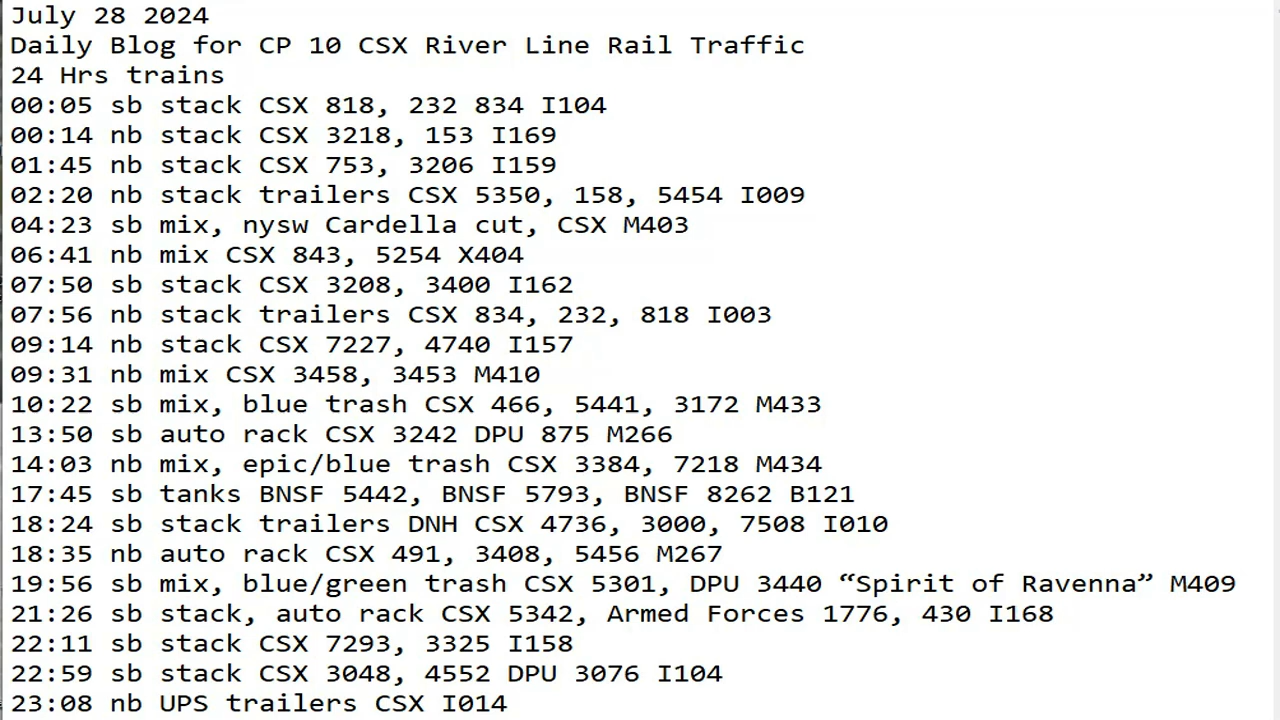 July 28 2024
Daily Blog for CP 10 CSX River Line Rail Traffic
24 Hrs trains
00:05 sb stack CSX 818, 232 834 I104
00:14 nb stack CSX 3218, 153 I169
01:45 nb stack CSX 753, 3206 I159
02:20 nb stack trailers CSX 5350, 158, 5454 I009
04:23 sb mix, nysw Cardella cut, CSX M403
06:41 nb mix CSX 843, 5254 X404
07:50 sb stack CSX 3208, 3400 I162
07:56 nb stack trailers CSX 834, 232, 818 I003
09:14 nb stack CSX 7227, 4740 I157
09:31 nb mix CSX 3458, 3453 M410
10:22 sb mix, blue trash CSX 466, 5441, 3172 M433
13:50 sb auto rack CSX 3242 DPU 875 M266
14:03 nb mix, epic/blue trash CSX 3384, 7218 M434
17:45 sb tanks BNSF 5442, BNSF 5793, BNSF 8262 B121
18:24 sb stack trailers DNH CSX 4736, 3000, 7508 I010
18:35 nb auto rack CSX 491, 3408, 5456 M267
19:56 sb mix, blue/green trash CSX 5301, DPU 3440 “Spirit of Ravenna” M409
21:26 sb stack, auto rack CSX 5342, Armed Forces 1776, 430 I168
22:11 sb stack CSX 7293, 3325 I158
22:59 sb stack CSX 3048, 4552 DPU 3076 I104
23:08 nb UPS trailers CSX I014